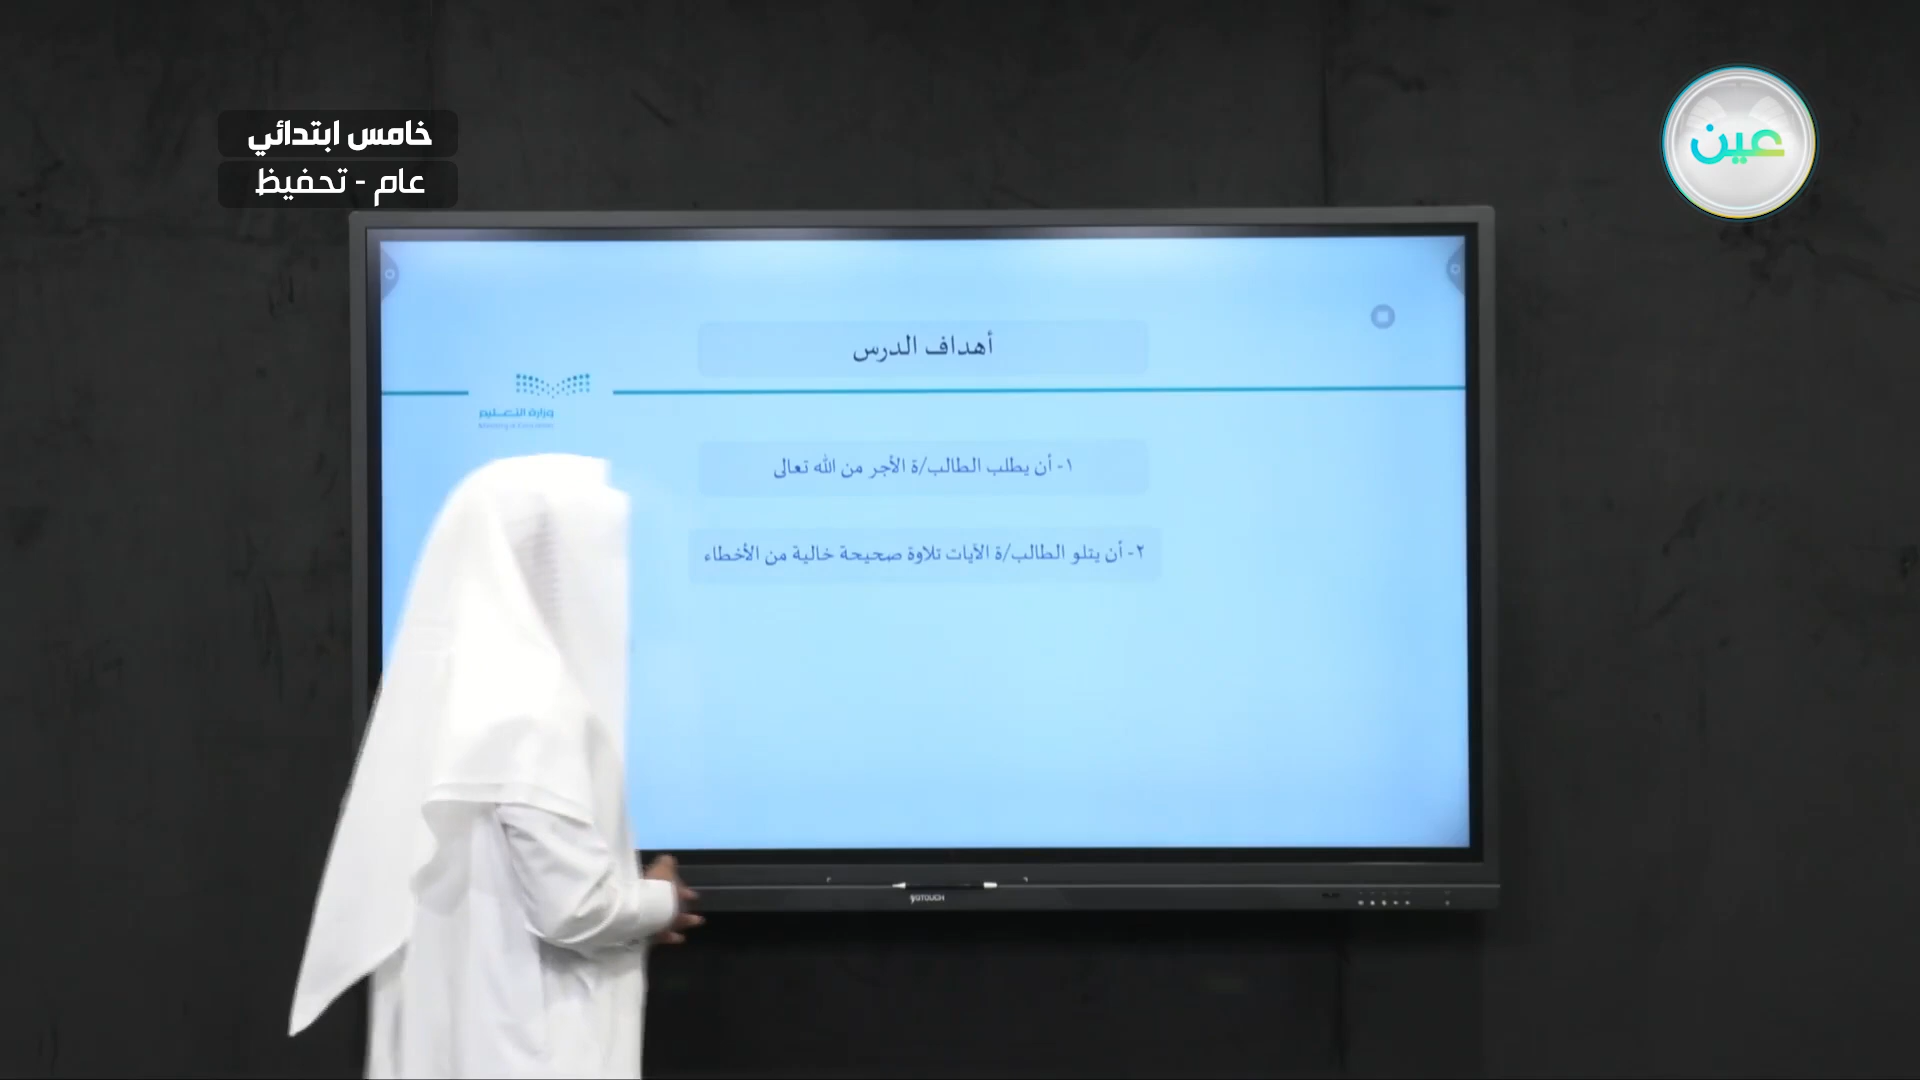 خامس ابتدائي
عام - تحفيظ
عين
أهداف الدرس
وزارة التعليم
١- أن يطلب الطالب/ة الأجر من الله تعالى
٢- أن يتلو الطالب/ة الآيات تلاوة صحيحة خالية من الأخطاء